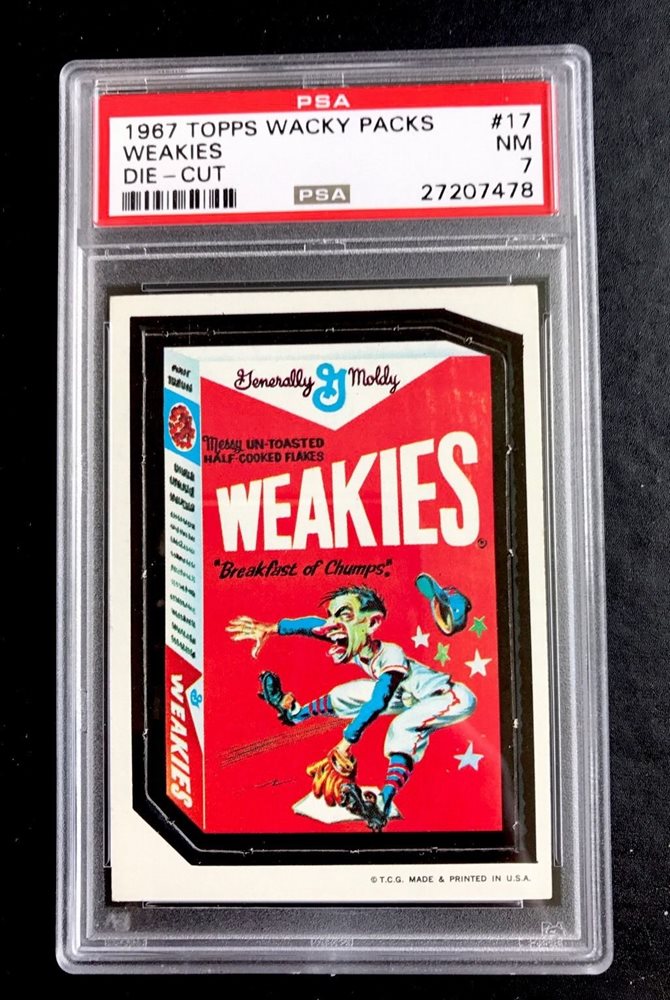 PSA
1967 TOPPS WACKY PACKS #17
WEAKIES NM
DIE-CUT 7
PSA 27207478
Generally G Moldy
Messy UN-TOASTED
HALF-COOKED FLAKES
WEAKIES®
"Breakfast of Chumps".
WEAKIES
© T.C.G. MADE & PRINTED IN U.S.A.